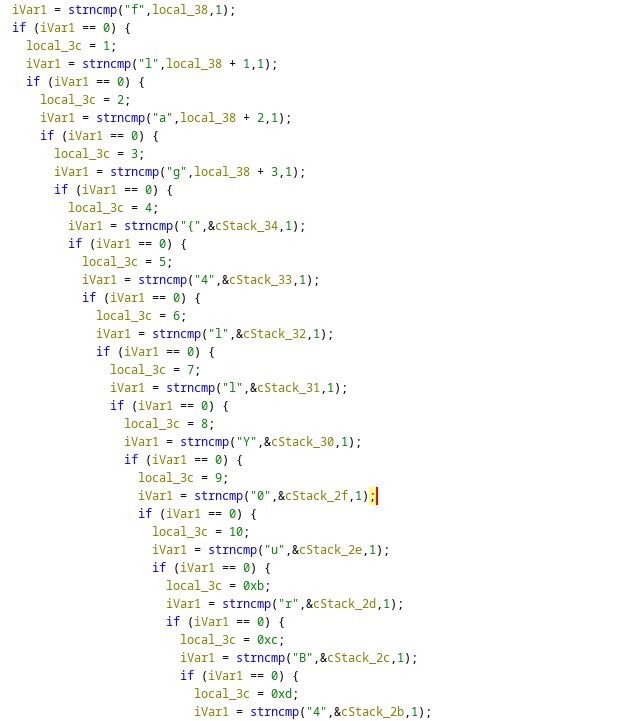 iVar1 = strncmp("f",local_38,1);
if (iVar1 == 0) {
local_3c = 1;
iVar1 = strncmp("l",local_38 + 1,1);
if (iVar1 == 0) {
local_3c = 2;
iVar1 = strncmp("a",local_38 + 2,1);
if (iVar1 == 0) {
local_3c = 3;
iVar1 = strncmp("g",local_38 + 3,1);
if (iVar1 == 0) {
local_3c = 4;
iVar1 = strncmp("{",&cStack_34,1);
if (iVar1 == 0) {
local_3c = 5;
iVar1 = strncmp("4",&cStack_33,1);
if (iVar1 == 0) {
local_3c = 6;
iVar1 = strncmp("l",&cStack_32,1);
if (iVar1 == 0) {
local_3c = 7;
iVar1 = strncmp("l",&cStack_31,1);
if (iVar1 == 0) {
local_3c = 8;
iVar1 = strncmp("Y",&cStack_30,1);
if (iVar1 == 0) {
local_3c = 9;
iVar1 = strncmp("0",&cStack_2f,1);
if (iVar1 == 0) {
local_3c = 10;
iVar1 = strncmp("u",&cStack_2e,1);
if (iVar1 == 0) {
local_3c = 0xb;
iVar1 = strncmp("r",&cStack_2d,1);
if (iVar1 == 0) {
local_3c = 0xc;
iVar1 = strncmp("B",&cStack_2c,1);
if (iVar1 == 0) {
local_3c = 0xd;
iVar1 = strncmp("4",&cStack_2b,1);